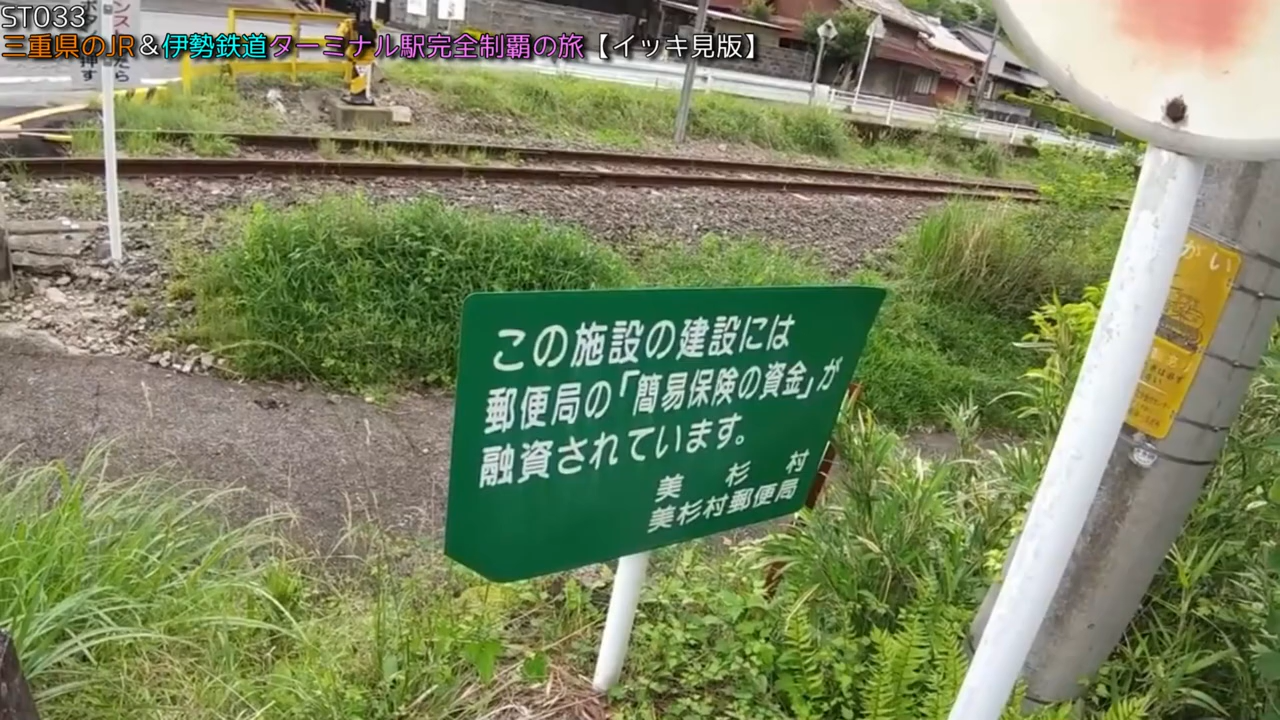 ST033
三重県のJR＆伊勢鉄道ターミナル駅完全制覇の旅【イッキ見版】
この施設の建設には
郵便局の「簡易保険の資金」が
融資されています。
美 杉 村
美杉村郵便局
かい